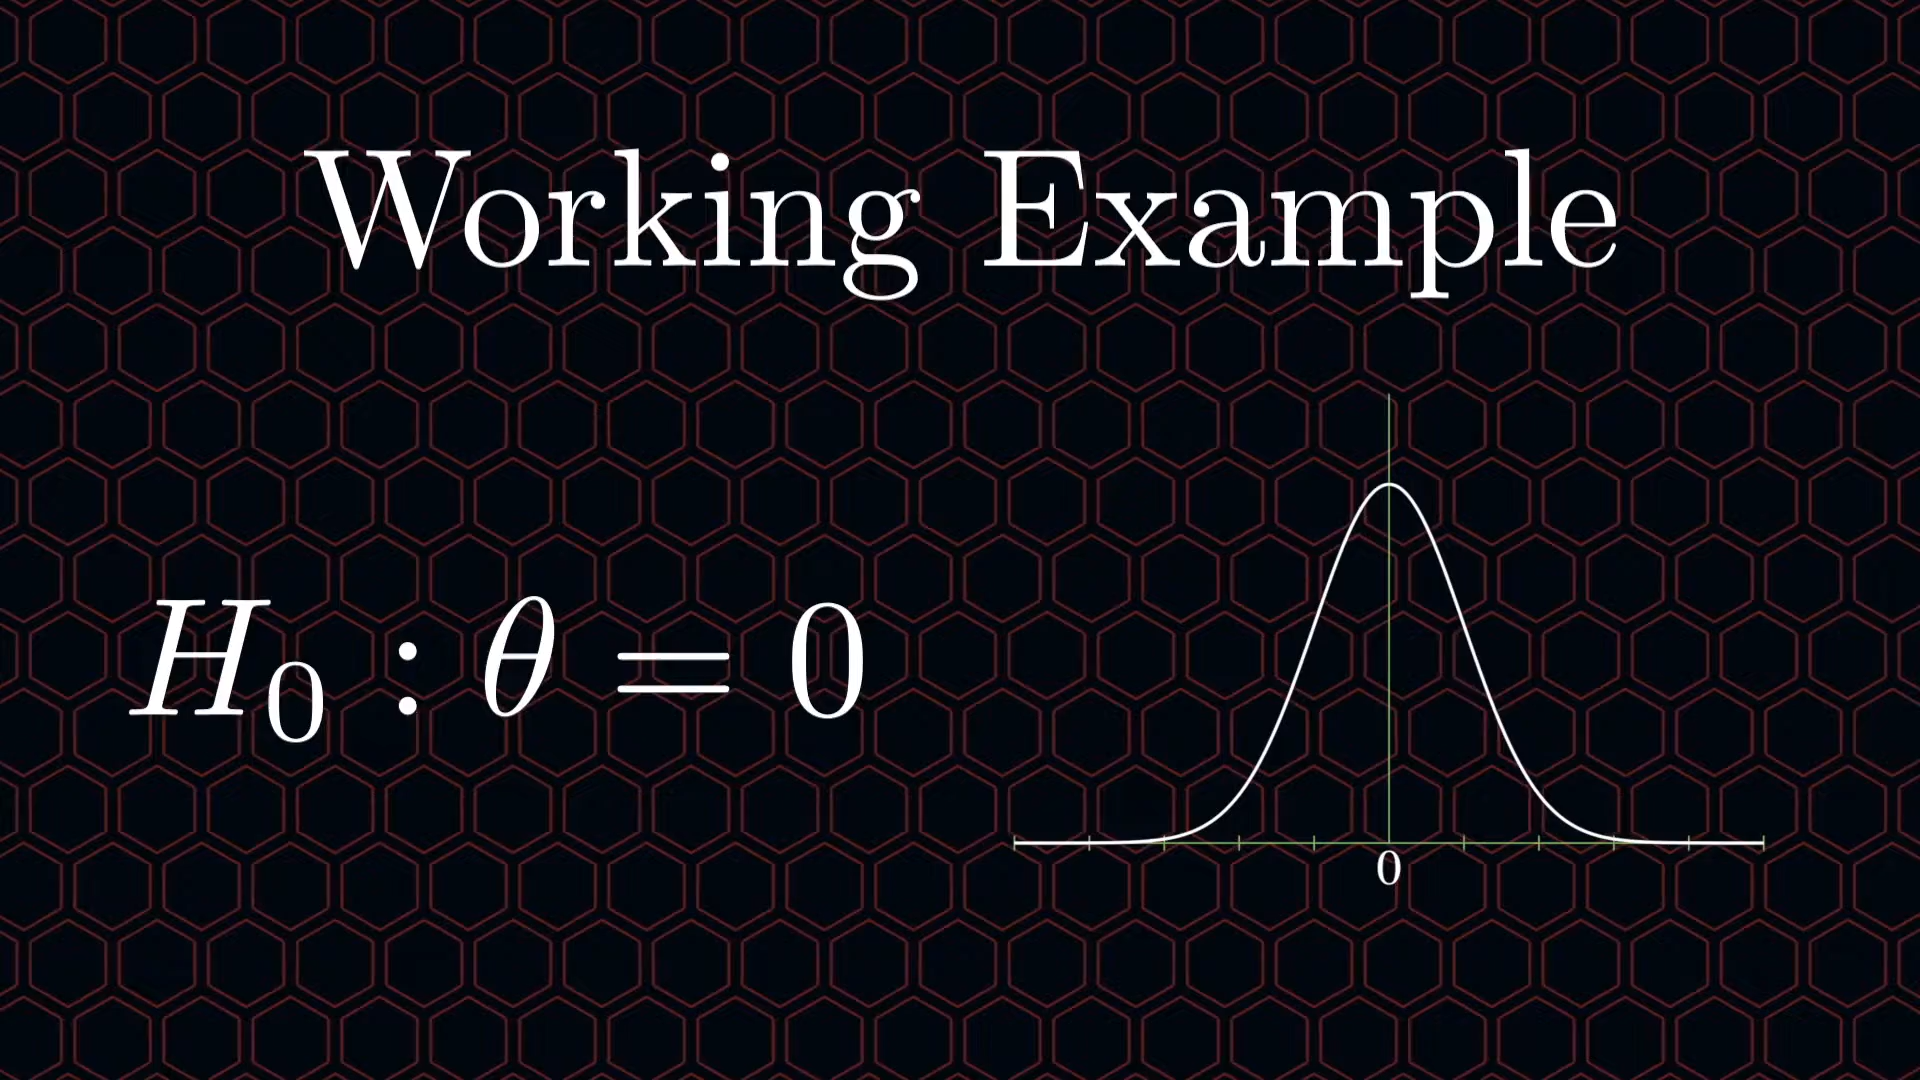 Working Example
H₀ : θ = 0
0